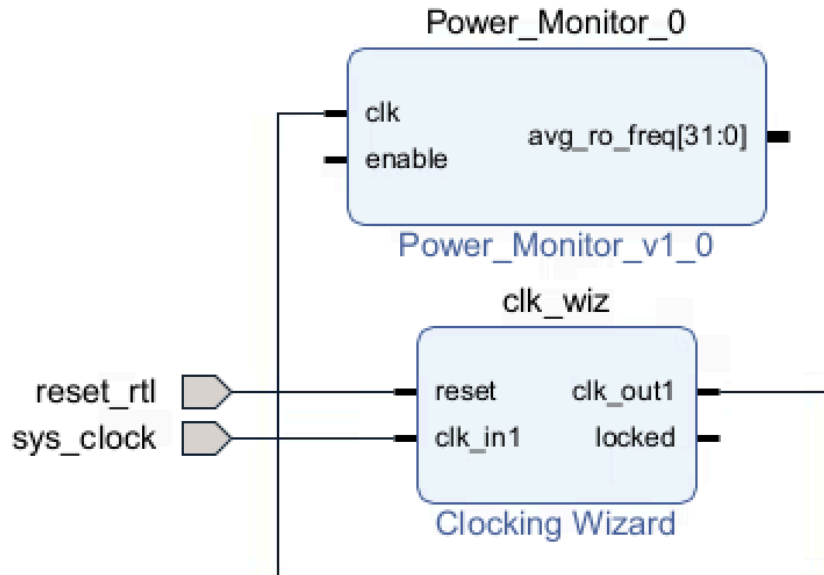 Power_Monitor_0
clk
avg_ro_freq[31:0]
enable
Power_Monitor_v1_0
clk_wiz
reset_rtl
reset
clk_out1
sys_clock
clk_in1
locked
Clocking Wizard